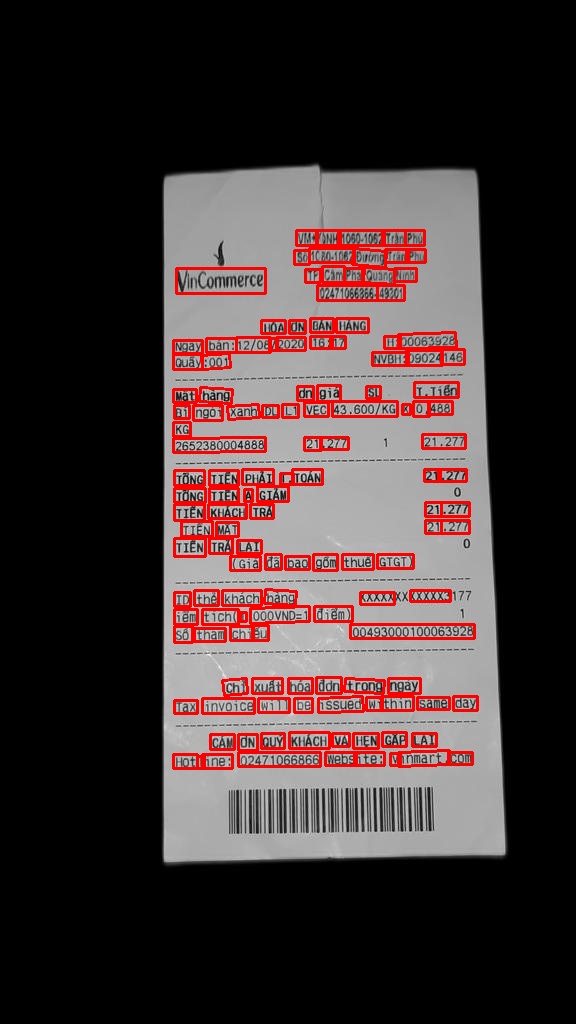 VinCommerce
VM+ QNH 1060-1062 Trần Phú
Số 1060-1062 Đường Trần Phú
TP. Cẩm Phả, Quảng Ninh
02471066866-49301
HÓA ĐƠN BÁN HÀNG
Ngày bán:12/08/2020 16:17 HĐ:00063928
Quầy:001 NVBH:09024146
Mặt hàng Đơn giá SL T.Tiền
Bí ngòi xanh DL L1 VEC 43.600/KG x 0.488
KG
2652380004888 21.277 1 21.277
TỔNG TIỀN PHẢI T.TOÁN 21.277
TỔNG TIỀN ĐÃ GIẢM 0
TIỀN KHÁCH TRẢ 21.277
TIỀN MẶT 21.277
TIỀN TRẢ LẠI 0
(Giá đã bao gồm thuế GTGT)
ID thẻ khách hàng XXXXXXXXXXXX3177
Điểm tích(1000VND=1 điểm) 1
Số tham chiếu 00493000100063928
Chỉ xuất hóa đơn trong ngày
Tax invoice will be issued within same day
CẢM ƠN QUÝ KHÁCH VÀ HẸN GẶP LẠI
Hotline: 02471066866 Website: vinmart.com